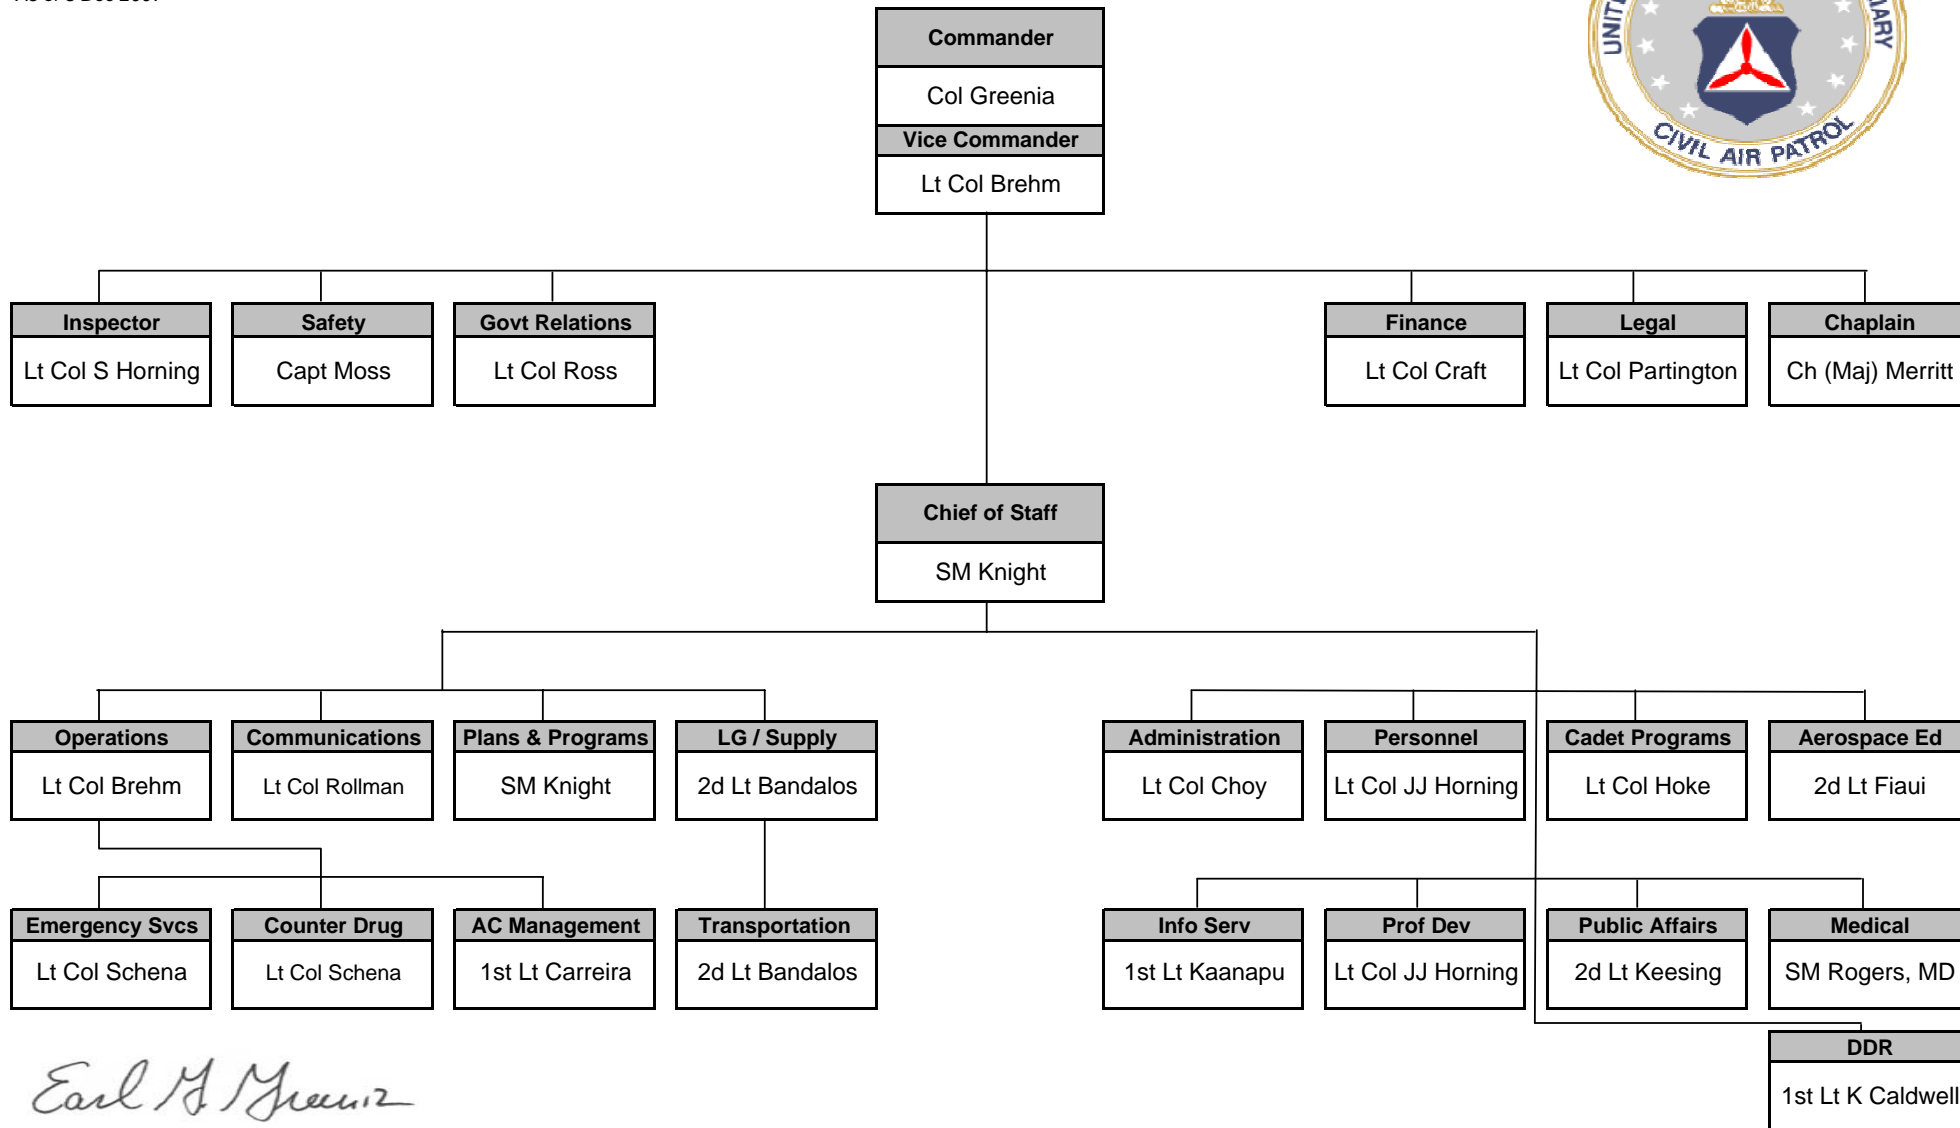 Commander
Col Greenia
Vice Commander
Lt Col Brehm
CIVIL AIR PATROL
Inspector
Lt Col S Horning
Safety
Capt Moss
Govt Relations
Lt Col Ross
Finance
Lt Col Craft
Legal
Lt Col Partington
Chaplain
Ch (Maj) Merritt
Chief of Staff
SM Knight
Operations
Lt Col Brehm
Communications
Lt Col Rollman
Plans & Programs
SM Knight
LG / Supply
2d Lt Bandalos
Administration
Lt Col Choy
Personnel
Lt Col JJ Horning
Cadet Programs
Lt Col Hoke
Aerospace Ed
2d Lt Fiaui
Emergency Svcs
Lt Col Schena
Counter Drug
Lt Col Schena
AC Management
1st Lt Carreira
Transportation
2d Lt Bandalos
Info Serv
1st Lt Kaanapu
Prof Dev
Lt Col JJ Horning
Public Affairs
2d Lt Keesing
Medical
SM Rogers, MD
DDR
1st Lt K Caldwell
Earl